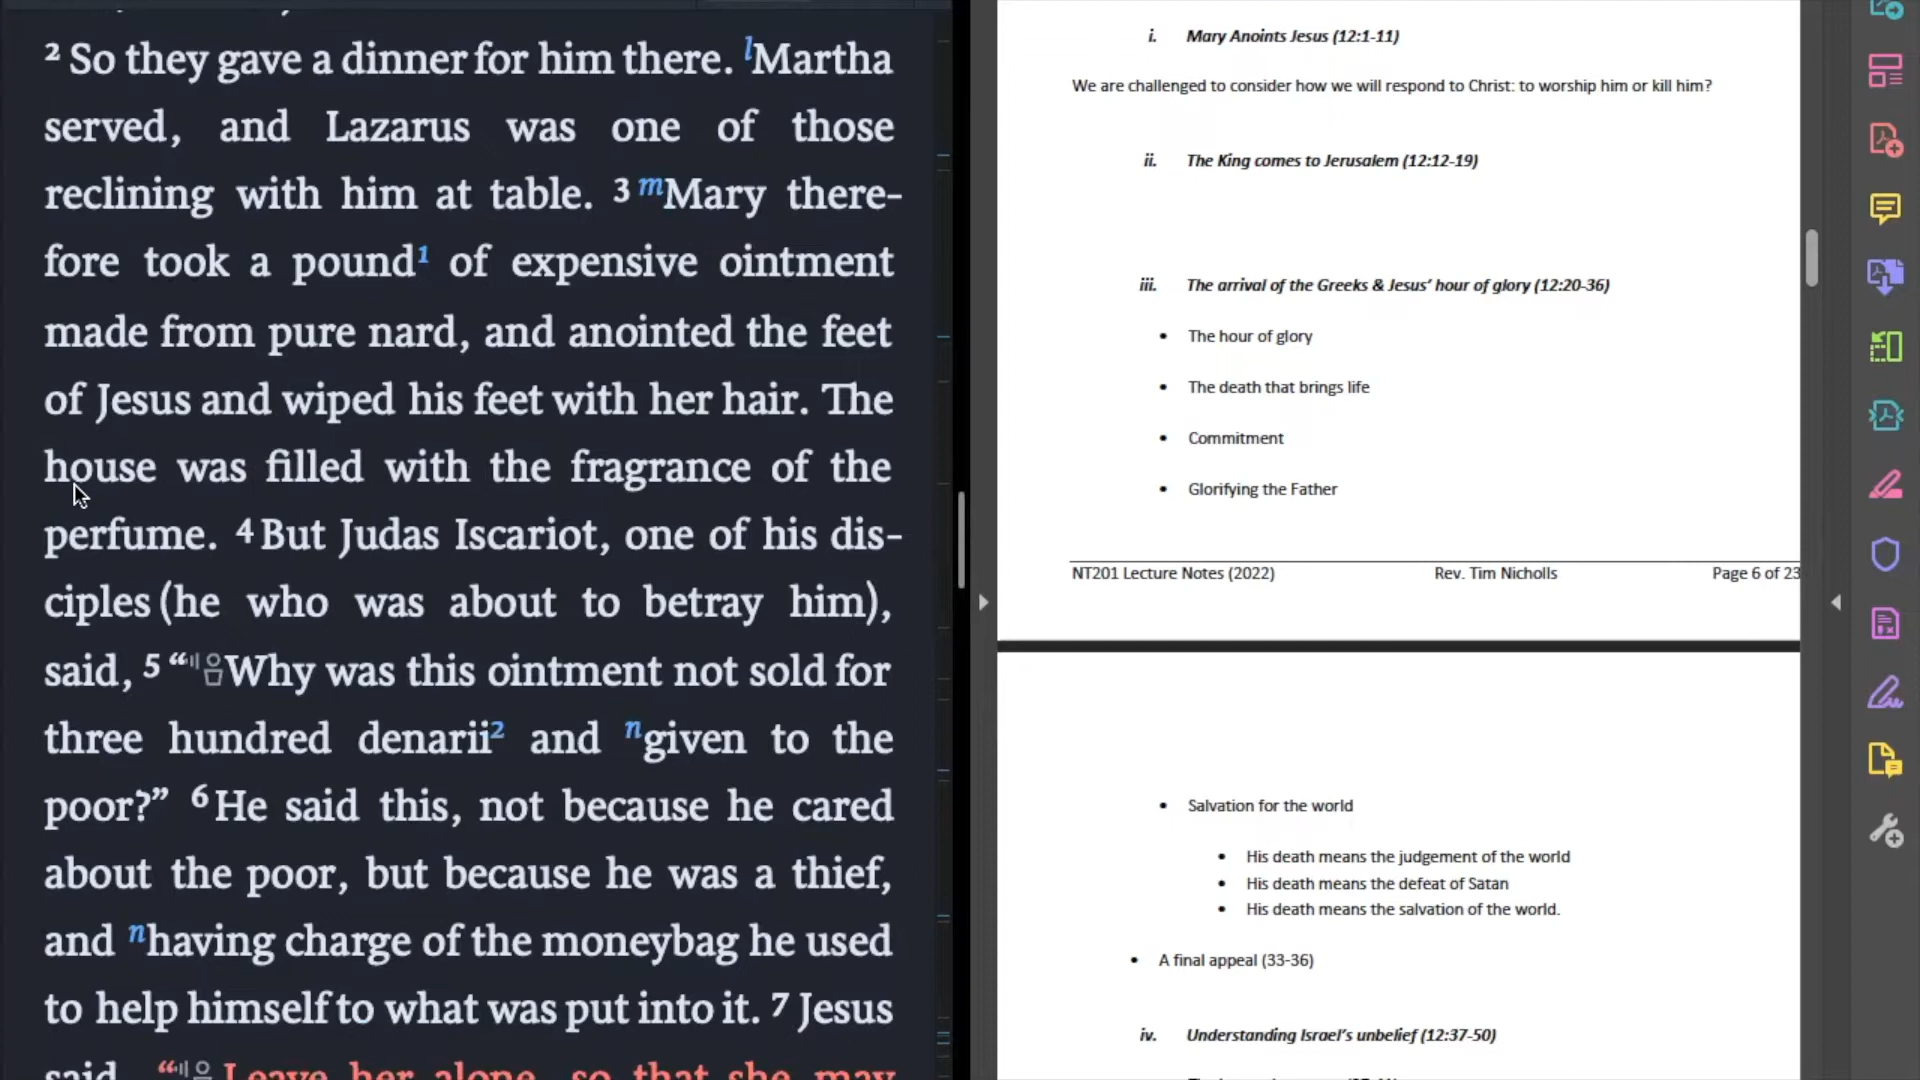 2 So they gave a dinner for him there. lMartha
served, and Lazarus was one of those
reclining with him at table. 3 mMary there-
fore took a pound1 of expensive ointment
made from pure nard, and anointed the feet
of Jesus and wiped his feet with her hair. The
house was filled with the fragrance of the
perfume. 4 But Judas Iscariot, one of his dis-
ciples (he who was about to betray him),
said, 5 “Why was this ointment not sold for
three hundred denarii2 and ngiven to the
poor?” 6 He said this, not because he cared
about the poor, but because he was a thief,
and nhaving charge of the moneybag he used
to help himself to what was put into it. 7 Jesus
said, “Leave her alone, so that she may
i. Mary Anoints Jesus (12:1-11)
We are challenged to consider how we will respond to Christ: to worship him or kill him?
ii. The King comes to Jerusalem (12:12-19)
iii. The arrival of the Greeks & Jesus’ hour of glory (12:20-36)
• The hour of glory
• The death that brings life
• Commitment
• Glorifying the Father
NT201 Lecture Notes (2022) Rev. Tim Nicholls Page 6 of 23
• Salvation for the world
• His death means the judgement of the world
• His death means the defeat of Satan
• His death means the salvation of the world.
• A final appeal (33-36)
iv. Understanding Israel’s unbelief (12:37-50)